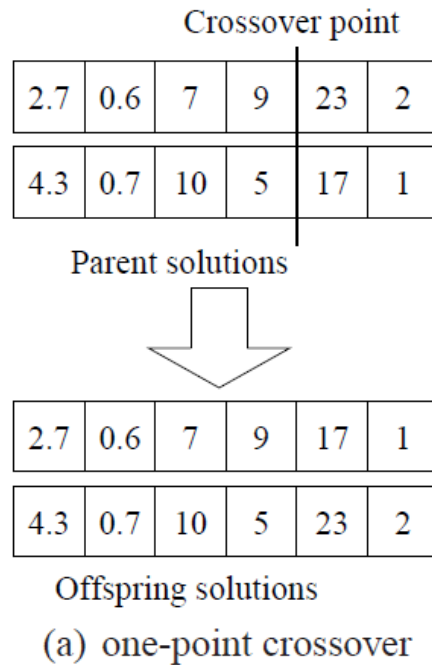 Crossover point
2.7 0.6 7 9 23 2
4.3 0.7 10 5 17 1
Parent solutions
2.7 0.6 7 9 17 1
4.3 0.7 10 5 23 2
Offspring solutions
(a) one-point crossover